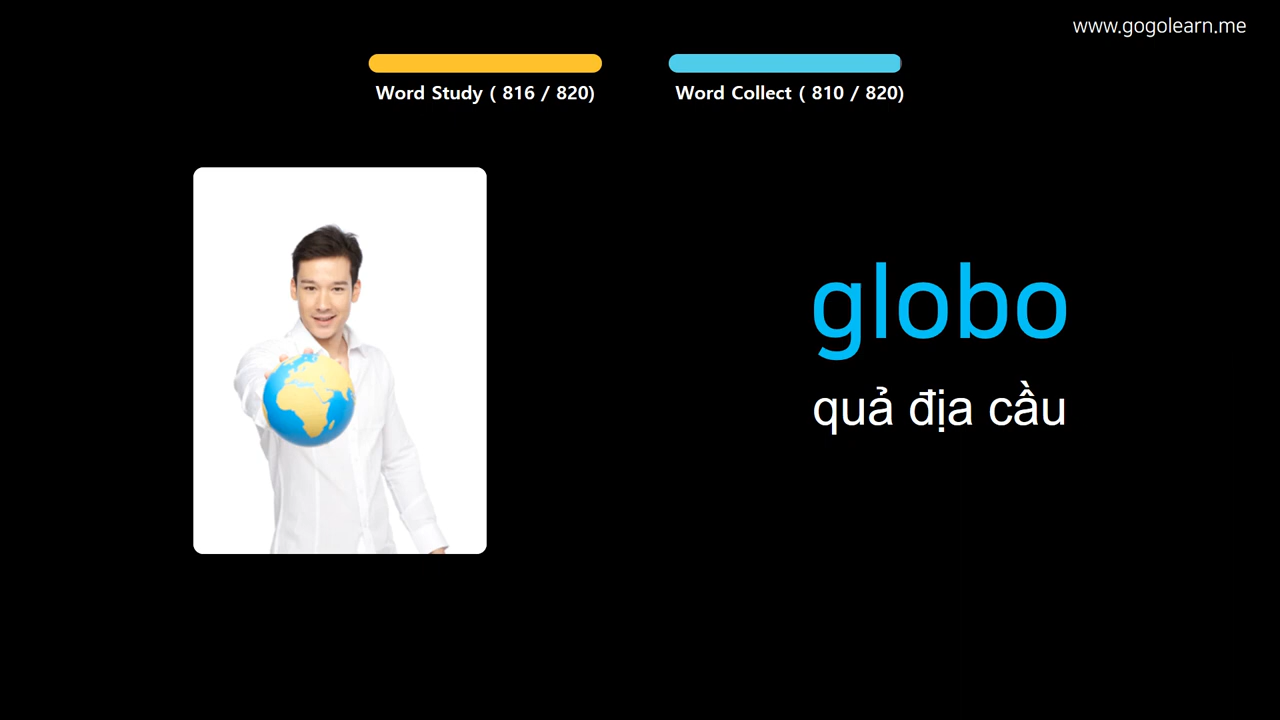 www.gogolearn.me
Word Study ( 816 / 820)
Word Collect ( 810 / 820)
globo
quả địa cầu